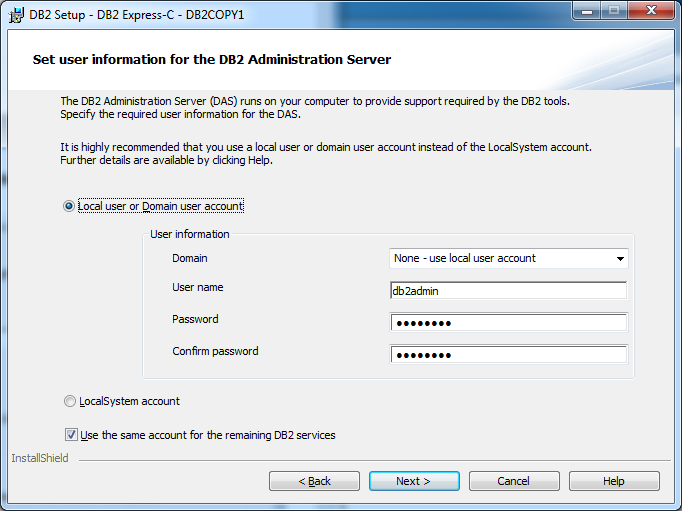 DB2 Setup - DB2 Express-C - DB2COPY1
Set user information for the DB2 Administration Server
The DB2 Administration Server (DAS) runs on your computer to provide support required by the DB2 tools.
Specify the required user information for the DAS.
It is highly recommended that you use a local user or domain user account instead of the LocalSystem account.
Further details are available by clicking Help.
Local user or Domain user account
User information
Domain
None - use local user account
User name
db2admin
Password
●●●●●●●●
Confirm password
●●●●●●●●
LocalSystem account
Use the same account for the remaining DB2 services
InstallShield
< Back
Next >
Cancel
Help